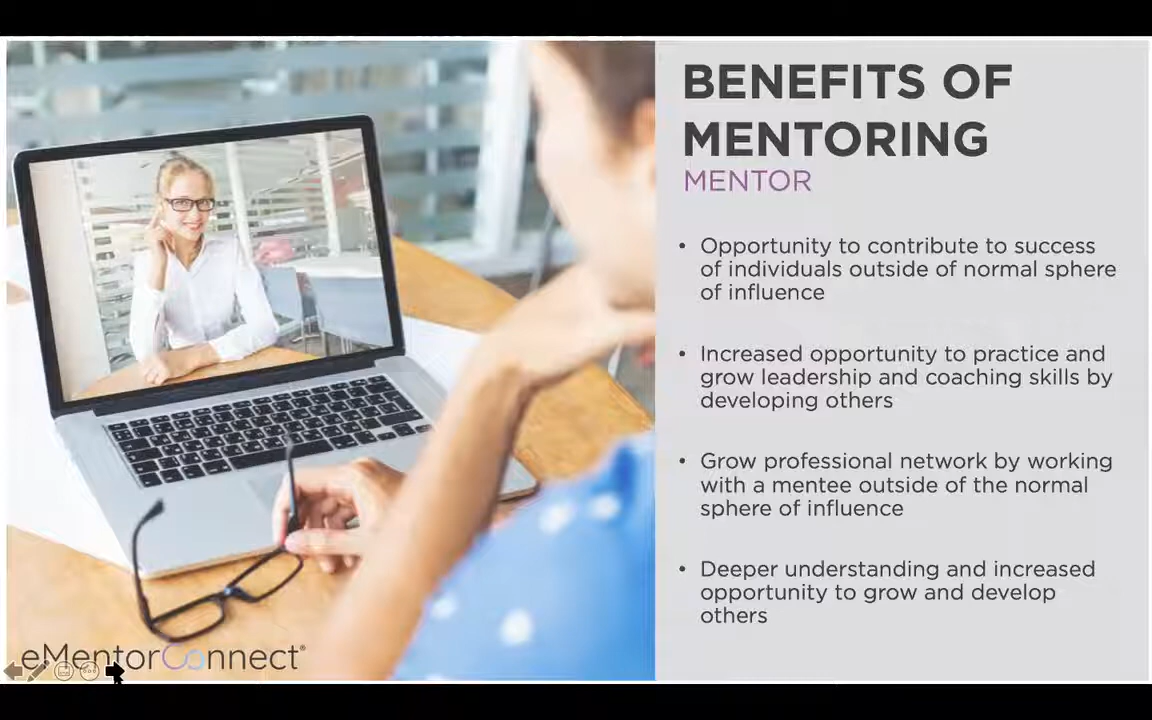 BENEFITS OF
MENTORING
MENTOR
• Opportunity to contribute to success
of individuals outside of normal sphere
of influence
• Increased opportunity to practice and
grow leadership and coaching skills by
developing others
• Grow professional network by working
with a mentee outside of the normal
sphere of influence
• Deeper understanding and increased
opportunity to grow and develop
others
eMentorConnect®